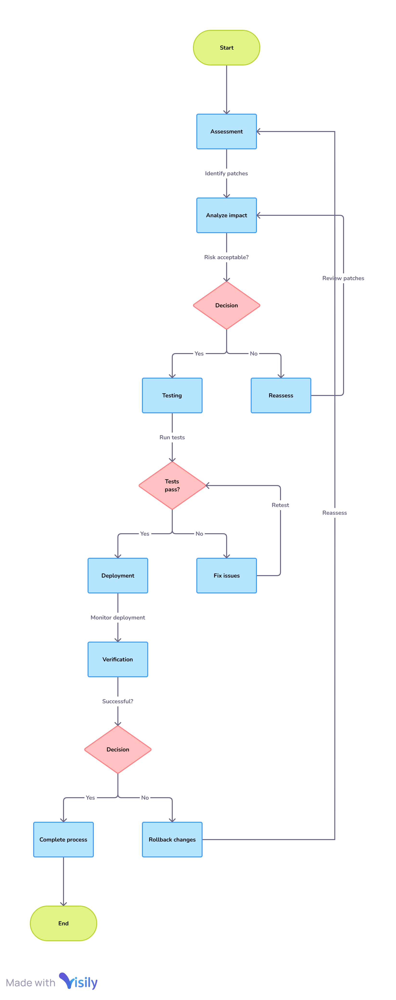 Start
Assessment
Identify patches
Analyze impact
Risk acceptable?
Review patches
Decision
Yes
No
Testing
Reassess
Run tests
Tests
pass?
Retest
Reassess
Yes
No
Deployment
Fix issues
Monitor deployment
Verification
Successful?
Decision
Yes
No
Complete process
Rollback changes
End
Made with Visily